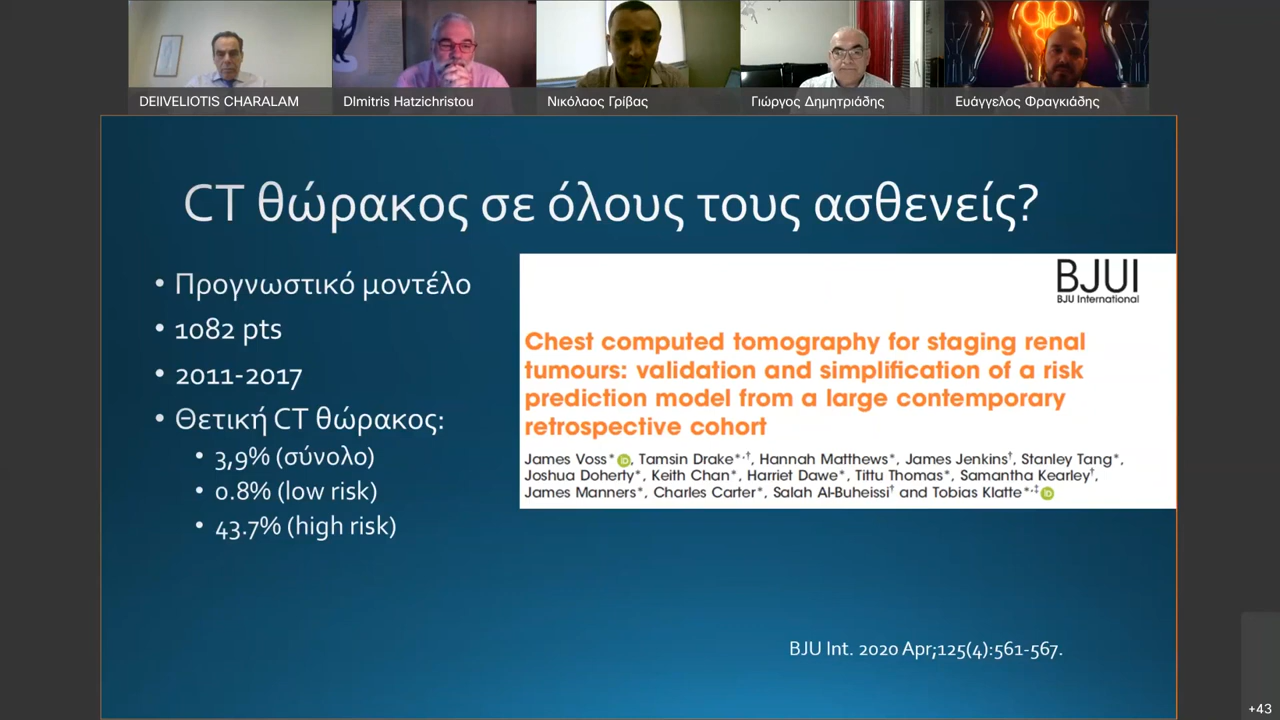 DEIIVELIOTIS CHARALAM
DImitris Hatzichristou
Νικόλαος Γρίβας
Γιώργος Δημητριάδης
Ευάγγελος Φραγκιάδης
CT θώρακος σε όλους τους ασθενείς?
• Προγνωστικό μοντέλο
• 1082 pts
• 2011-2017
• Θετική CT θώρακος:
• 3,9% (σύνολο)
• 0.8% (low risk)
• 43.7% (high risk)
BJUI
BJU International
Chest computed tomography for staging renal
tumours: validation and simplification of a risk
prediction model from a large contemporary
retrospective cohort
James Voss*, Tamsin Drake*,†, Hannah Matthews*, James Jenkins†, Stanley Tang*,
Joshua Doherty*, Keith Chan*, Harriet Dawe*, Tittu Thomas*, Samantha Kearley†,
James Manners*, Charles Carter*, Salah Al-Buheissi† and Tobias Klatte*,‡
BJU Int. 2020 Apr;125(4):561-567.
+43